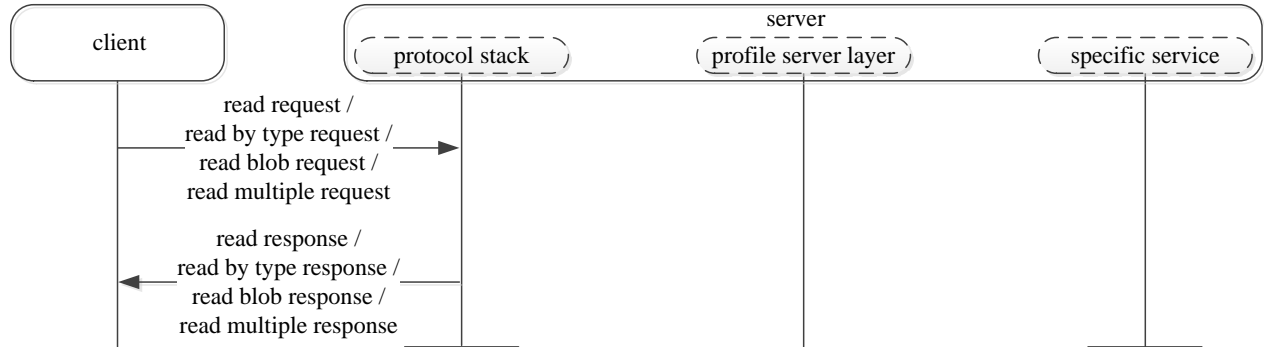 client
server
protocol stack
profile server layer
specific service
read request /
read by type request /
read blob request /
read multiple request
read response /
read by type response /
read blob response /
read multiple response